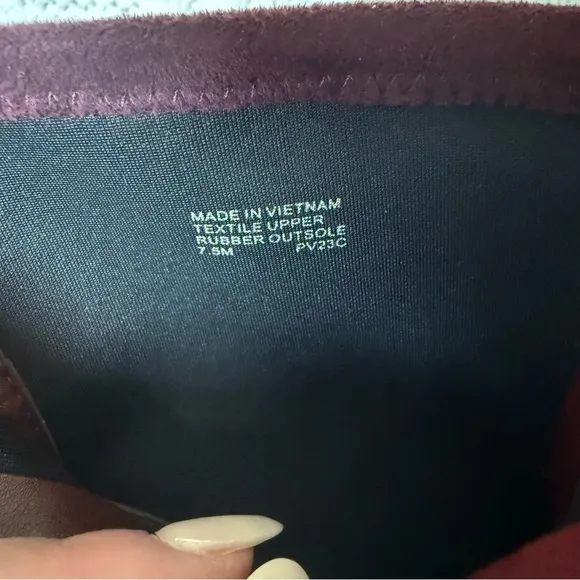 MADE IN VIETNAM
TEXTILE UPPER
RUBBER OUTSOLE
7.5M PV23C